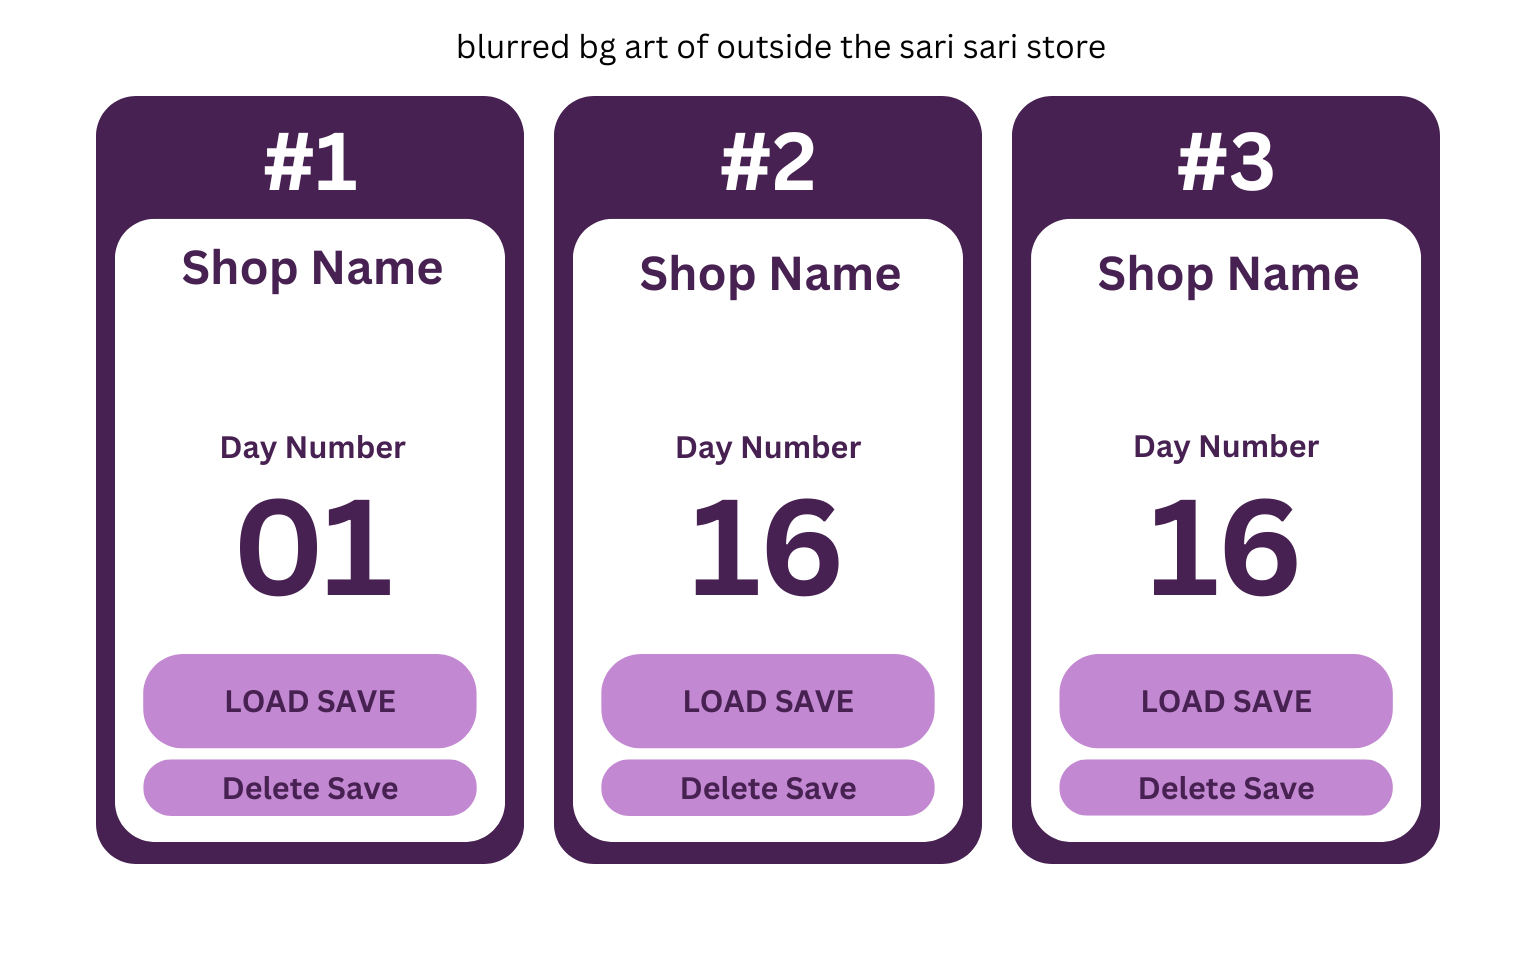 blurred bg art of outside the sari sari store
#1
Shop Name
Day Number
01
LOAD SAVE
Delete Save
#2
Shop Name
Day Number
16
LOAD SAVE
Delete Save
#3
Shop Name
Day Number
16
LOAD SAVE
Delete Save